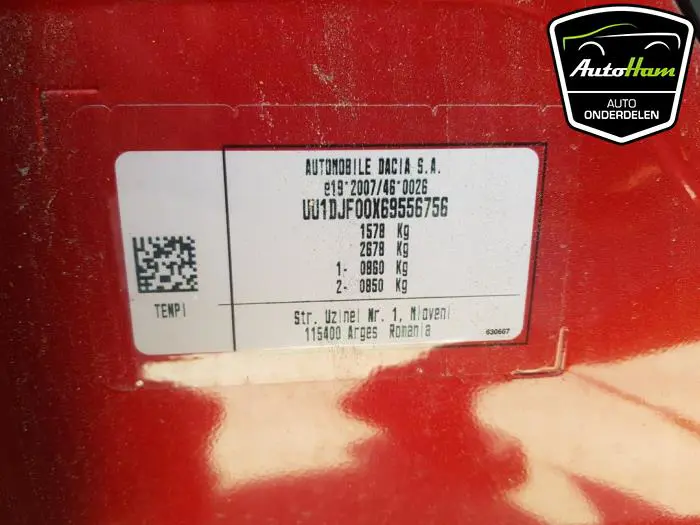 AutoHam
AUTO
ONDERDELEN
AUTOMOBILE DACIA S.A.
e19*2007/46*0026
UU1DJF00X69556756
1578 Kg
2678 Kg
1- 0860 Kg
2- 0850 Kg
TEMPI
Str. Uzinei Nr. 1, Mioveni
115400 Arges Romania
630667